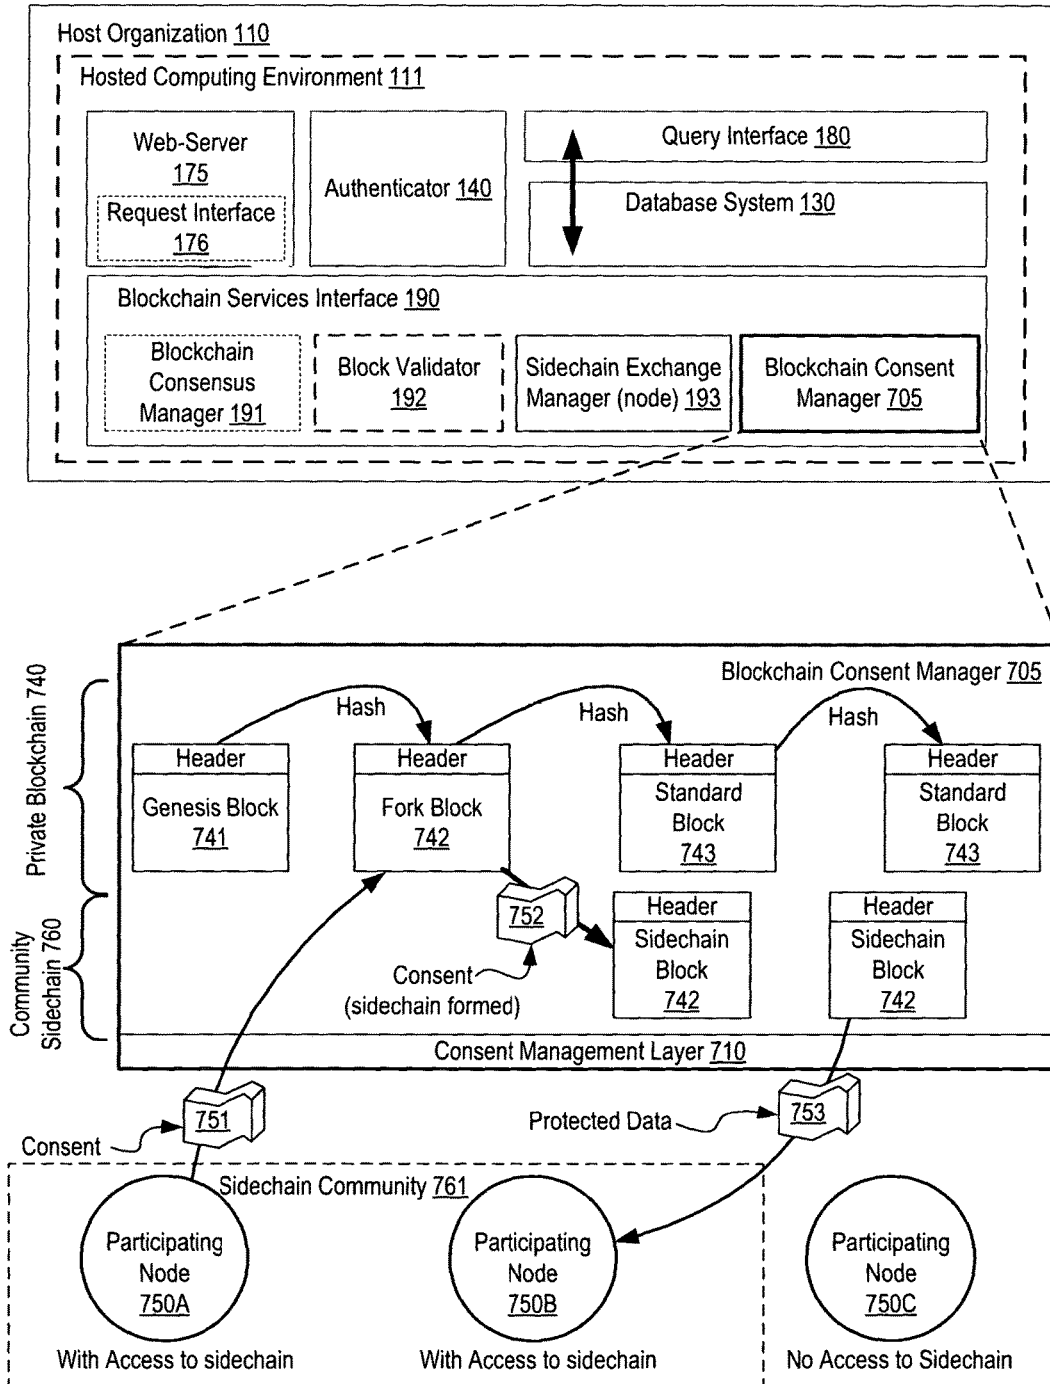 Host Organization 110
Hosted Computing Environment 111
Web-Server
175
Request Interface
176
Authenticator 140
Query Interface 180
Database System 130
Blockchain Services Interface 190
Blockchain
Consensus
Manager 191
Block Validator
192
Sidechain Exchange
Manager (node) 193
Blockchain Consent
Manager 705
Blockchain Consent Manager 705
Private Blockchain 740
Hash
Hash
Hash
Header
Genesis Block
741
Header
Fork Block
742
Header
Standard
Block
743
Header
Standard
Block
743
Community
Sidechain 760
752
Consent
(sidechain formed)
Header
Sidechain
Block
742
Header
Sidechain
Block
742
Consent Management Layer 710
751
Consent
Protected Data
753
Sidechain Community 761
Participating
Node
750A
With Access to sidechain
Participating
Node
750B
With Access to sidechain
Participating
Node
750C
No Access to Sidechain